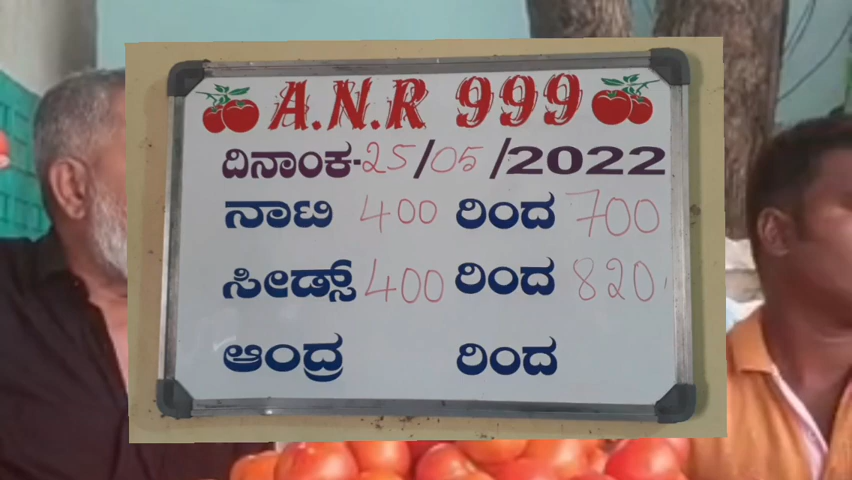 A.N.R 999
ದಿನಾಂಕ-25/05/2022
ನಾಟಿ 400 ರಿಂದ 700
ಸೀಡ್ಸ್ 400 ರಿಂದ 820
ಆಂದ್ರ ರಿಂದ